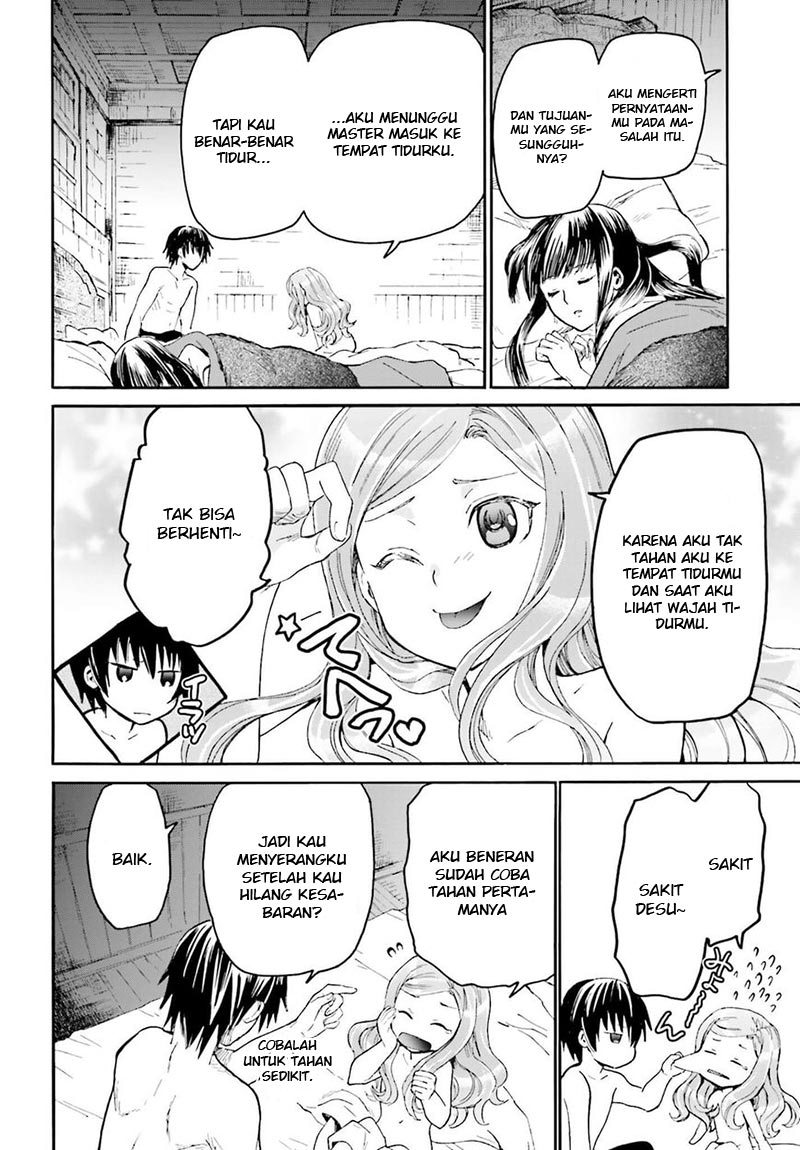 AKU MENGERTI
PERNYATAAN-
MU PADA MA-
SALAH ITU.
DAN TUJUAN-
MU YANG SE-
SUNGGUH-
NYA?
...AKU MENUNGGU
MASTER MASUK KE
TEMPAT TIDURKU.
TAPI KAU
BENAR-BENAR
TIDUR...
KARENA AKU TAK
TAHAN AKU KE
TEMPAT TIDURMU
DAN SAAT AKU
LIHAT WAJAH TI-
DURMU.
TAK BISA
BERHENTI~
イラッ
SAKIT
SAKIT
DESU~
AKU BENERAN
SUDAH COBA
TAHAN PERTA-
MANYA
JADI KAU
MENYERANGKU
SETELAH KAU
HILANG KESA-
BARAN?
BAIK.
COBALAH
UNTUK TAHAN
SEDIKIT.